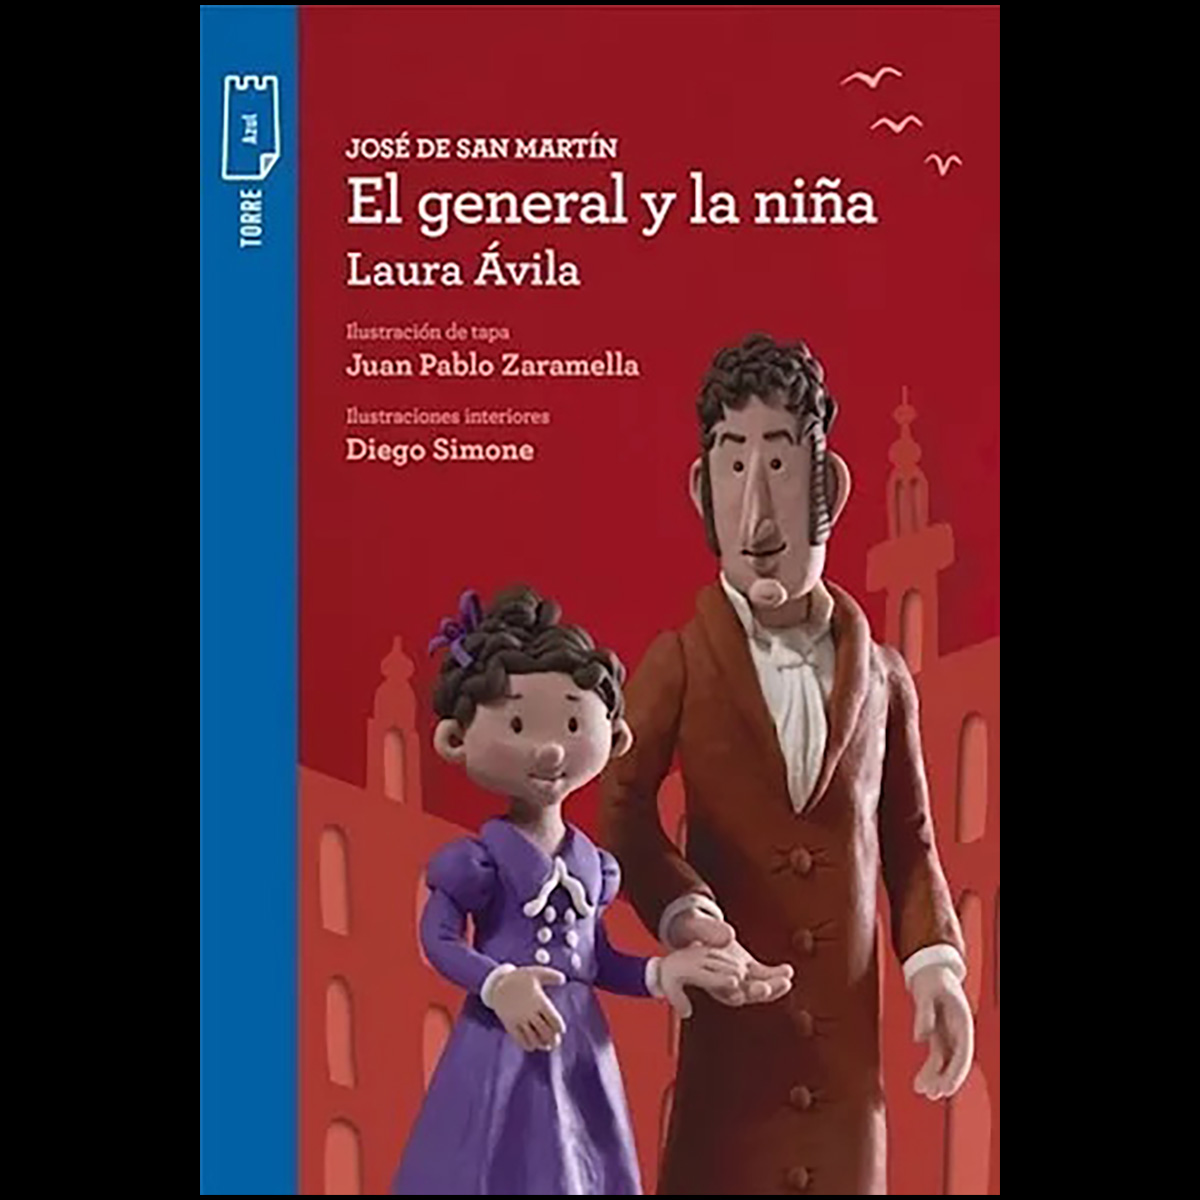 Azul
TORRE
JOSÉ DE SAN MARTÍN
El general y la niña
Laura Ávila
Ilustración de tapa
Juan Pablo Zaramella
Ilustraciones interiores
Diego Simone